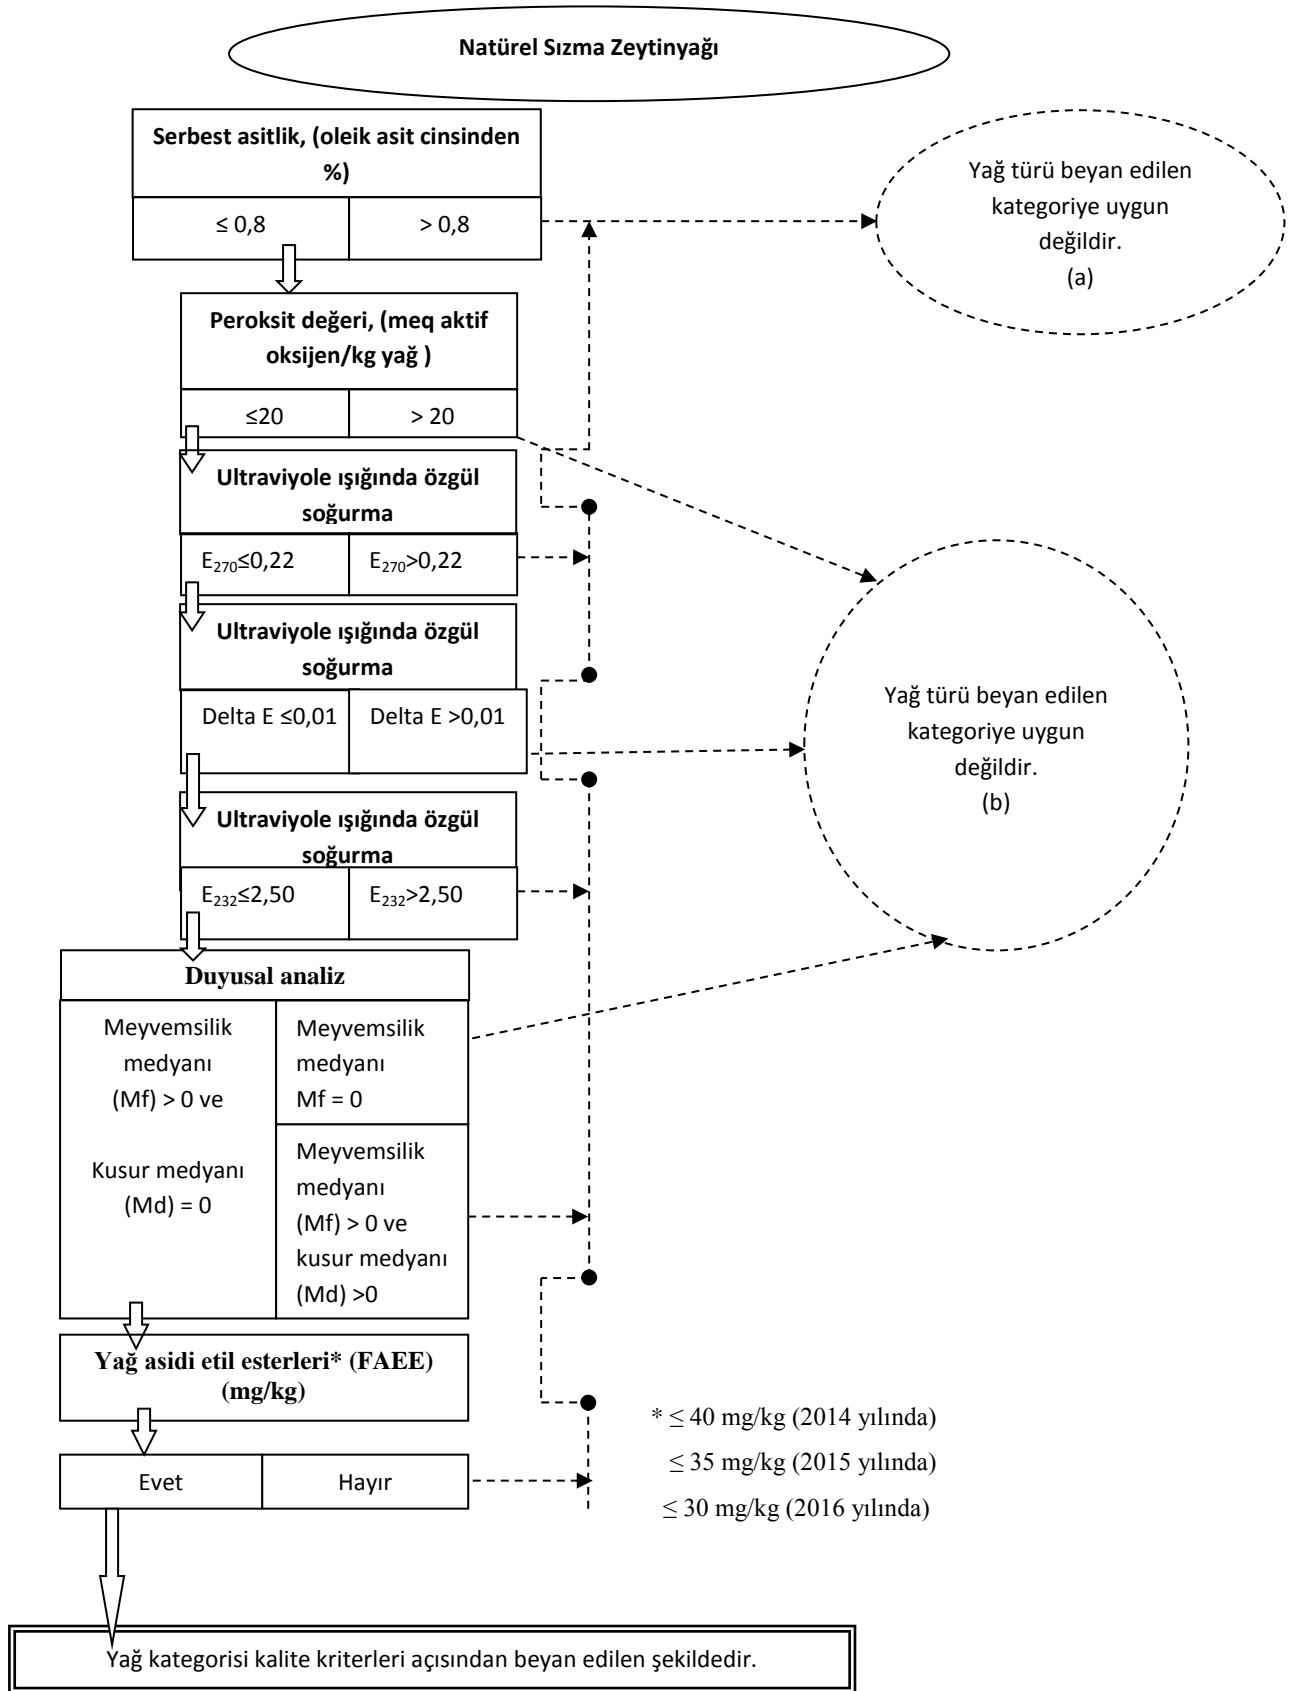 Natürel Sızma Zeytinyağı
Serbest asitlik, (oleik asit cinsinden
%)
≤ 0,8
> 0,8
Yağ türü beyan edilen
kategoriye uygun
değildir.
(a)
Peroksit değeri, (meq aktif
oksijen/kg yağ )
≤20
> 20
Ultraviyole ışığında özgül
soğurma
E270≤0,22
E270>0,22
Ultraviyole ışığında özgül
soğurma
Delta E ≤0,01
Delta E >0,01
Yağ türü beyan edilen
kategoriye uygun
değildir.
(b)
Ultraviyole ışığında özgül
soğurma
E232≤2,50
E232>2,50
Duyusal analiz
Meyvemsilik
medyanı
(Mf) > 0 ve
Kusur medyanı
(Md) = 0
Meyvemsilik
medyanı
Mf = 0
Meyvemsilik
medyanı
(Mf) > 0 ve
kusur medyanı
(Md) >0
Yağ asidi etil esterleri* (FAEE)
(mg/kg)
* ≤ 40 mg/kg (2014 yılında)
≤ 35 mg/kg (2015 yılında)
≤ 30 mg/kg (2016 yılında)
Evet
Hayır
Yağ kategorisi kalite kriterleri açısından beyan edilen şekildedir.